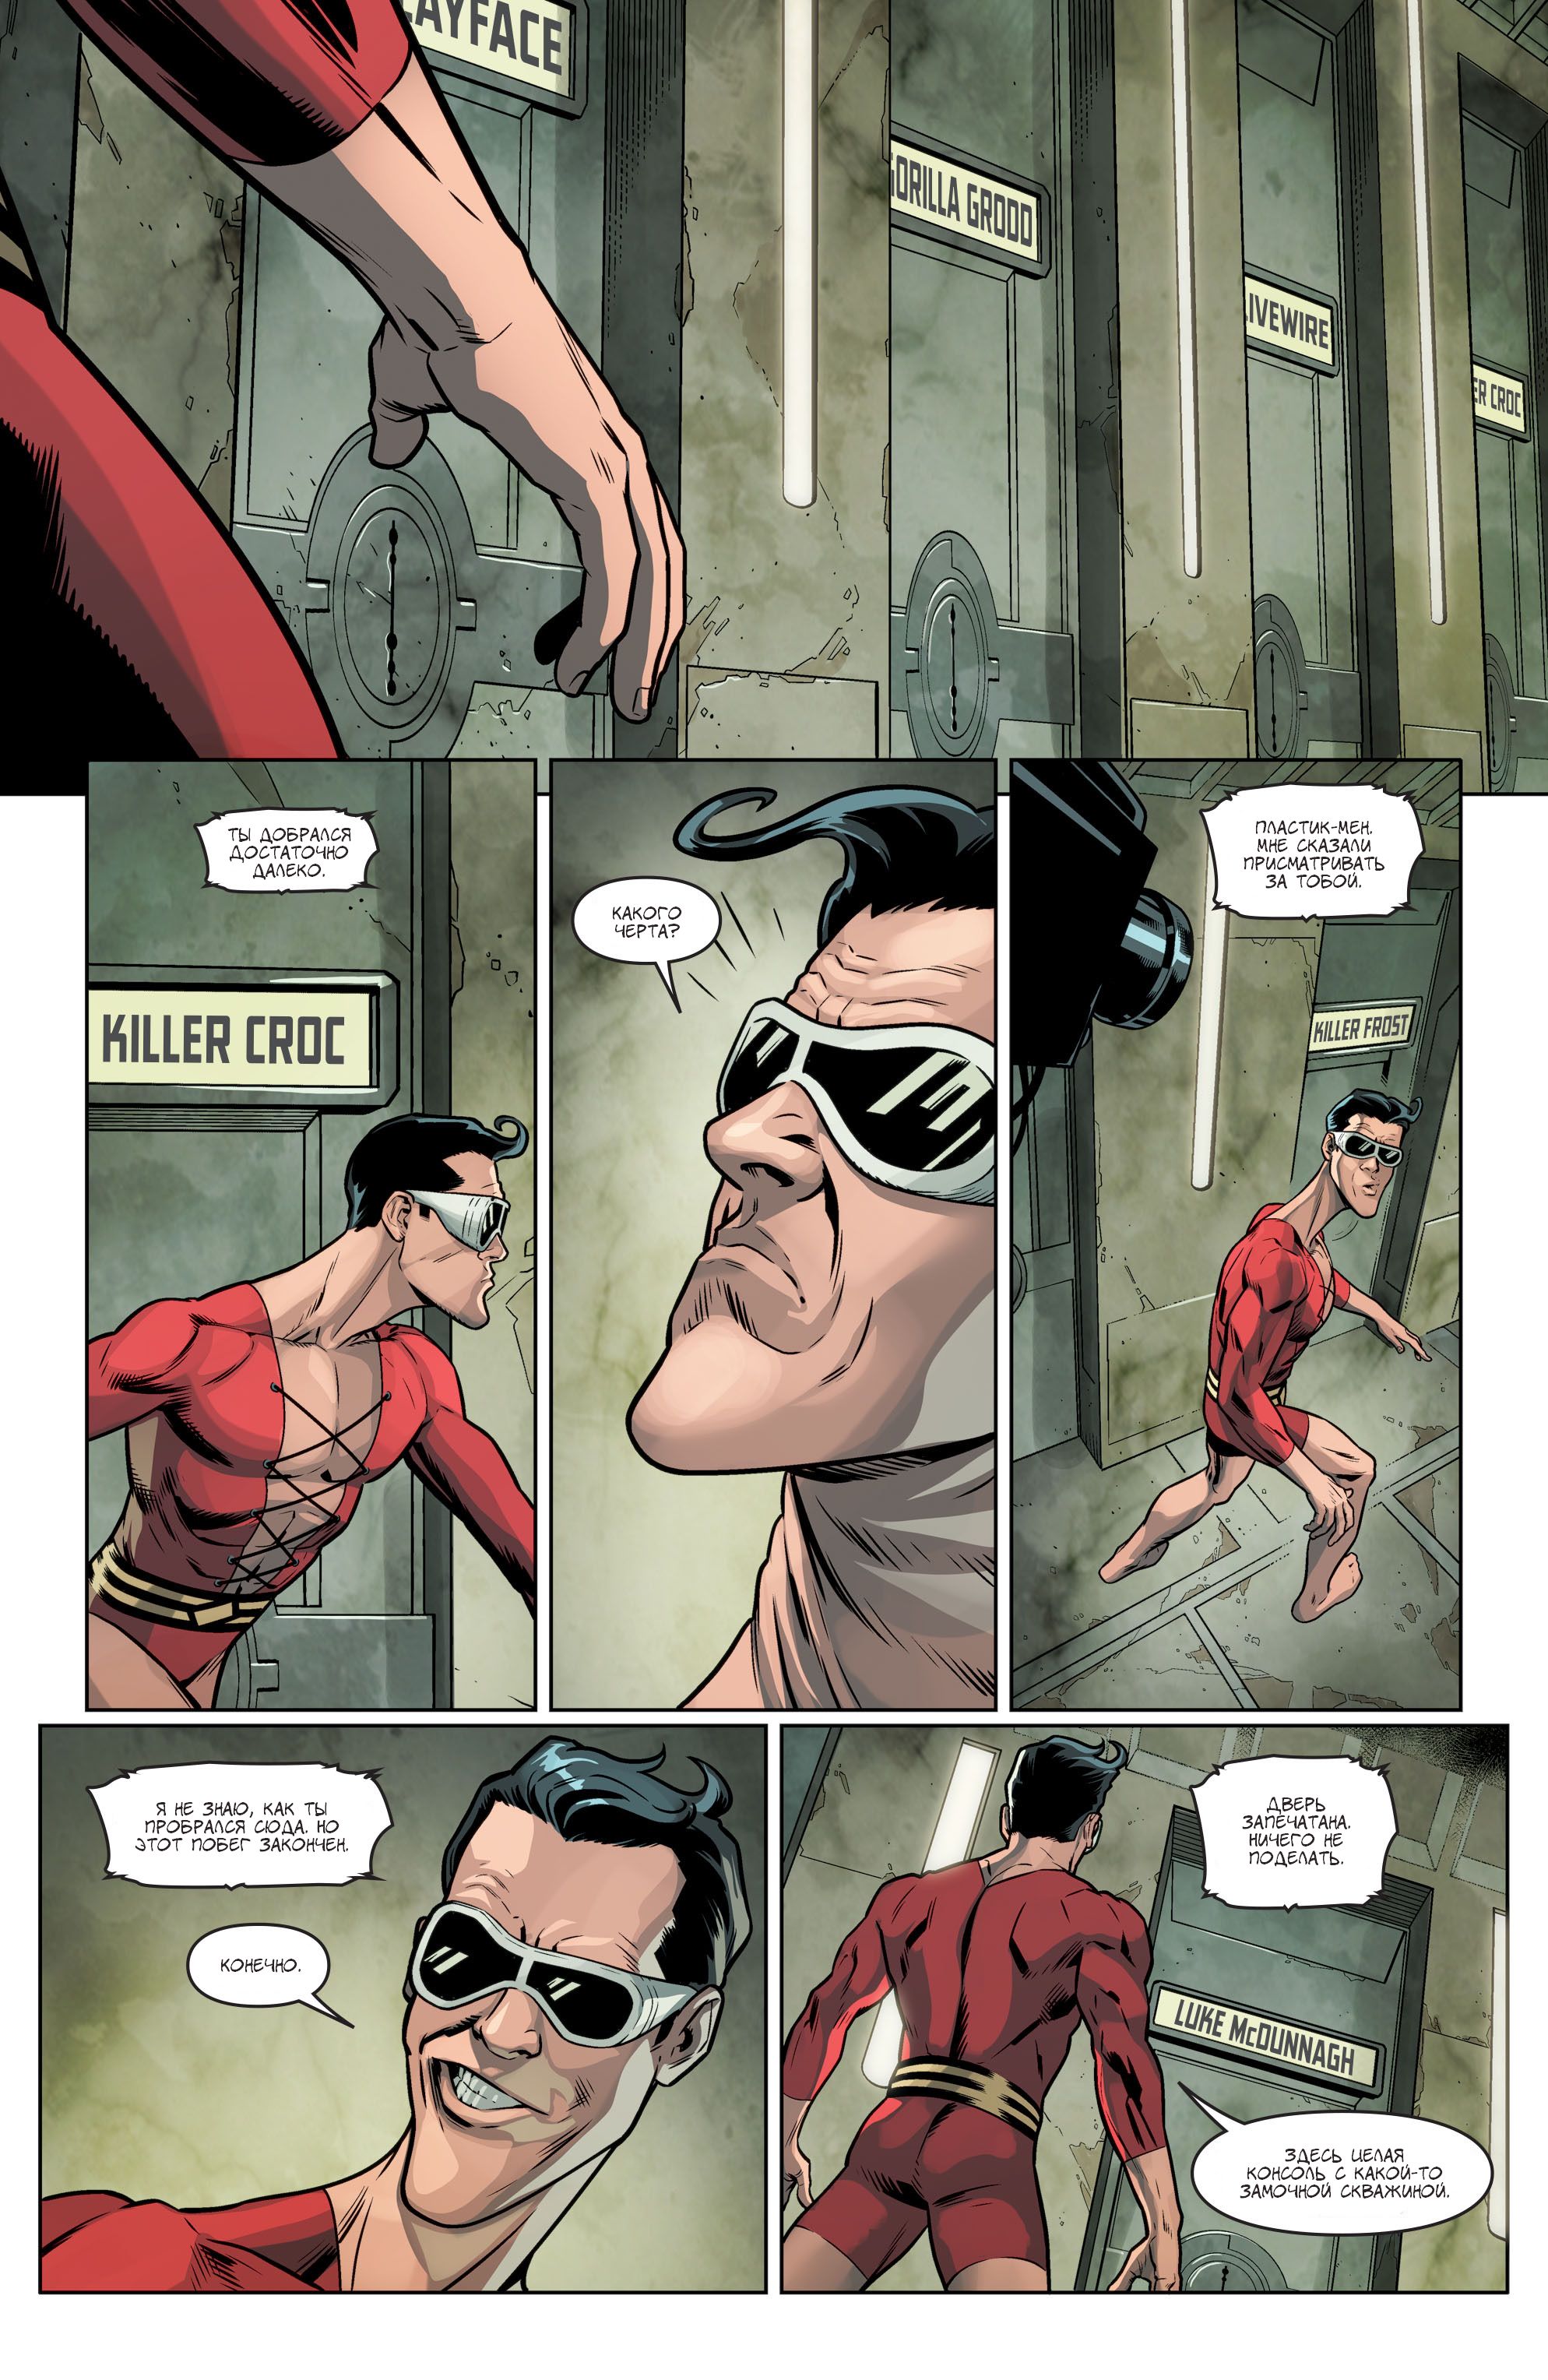 LAYFACE
GORILLA GRODD
LIVEWIRE
ER CROC
ТЫ ДОБРАЛСЯ
ДОСТАТОЧНО
ДАЛЕКО.
KILLER CROC
КАКОГО
ЧЕРТА?
ПЛАСТИК-МЕН.
МНЕ СКАЗАЛИ
ПРИСМАТРИВАТЬ
ЗА ТОБОЙ.
KILLER FROST
Я НЕ ЗНАЮ, КАК ТЫ
ПРОБРАЛСЯ СЮДА. НО
ЭТОТ ПОБЕГ ЗАКОНЧЕН.
КОНЕЧНО.
ДВЕРЬ
ЗАПЕЧАТАНА.
НИЧЕГО НЕ
ПОДЕЛАТЬ.
LUKE McDUNNAGH
ЗДЕСЬ ЦЕЛАЯ
КОНСОЛЬ С КАКОЙ-ТО
ЗАМОЧНОЙ СКВАЖИНОЙ.